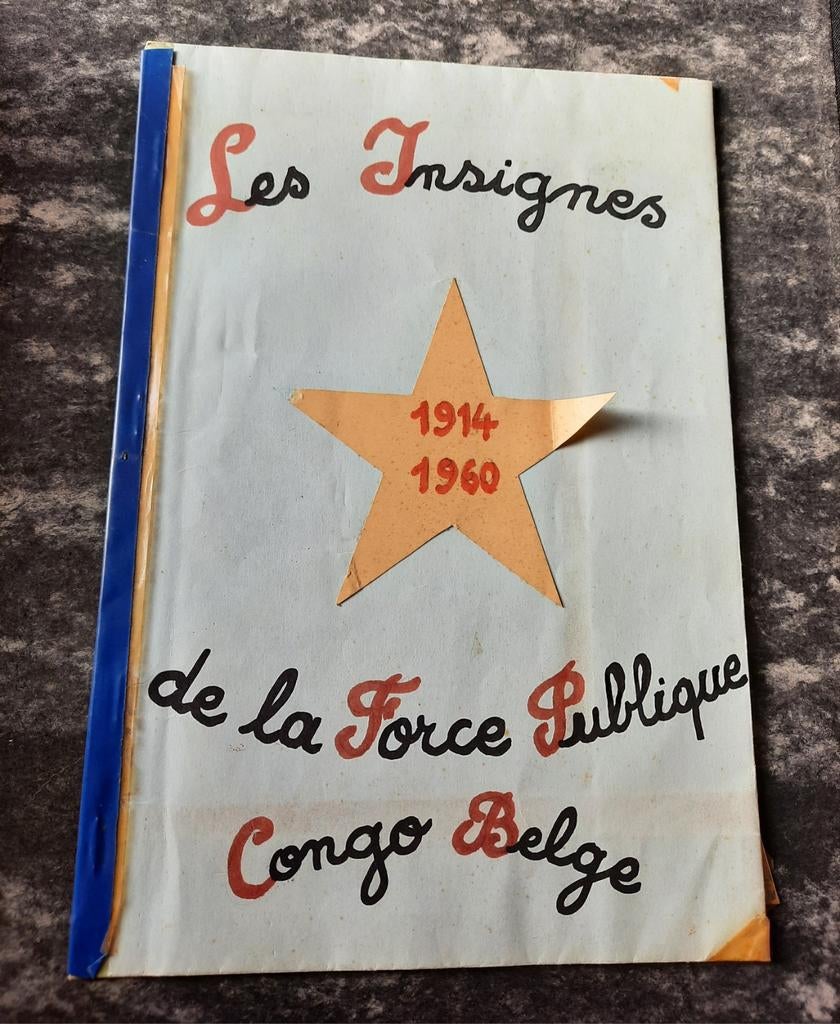 Les Insignes
1914
1960
de la Force Publique
Congo Belge